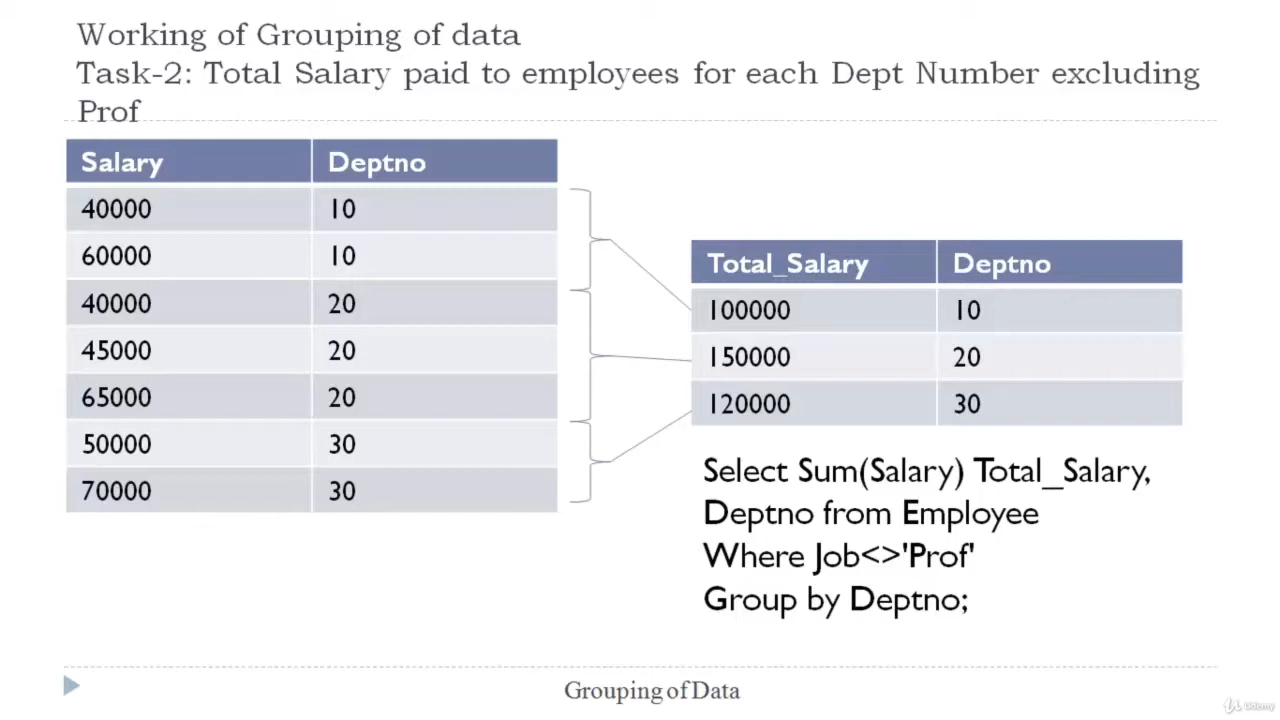 Working of Grouping of data
Task-2: Total Salary paid to employees for each Dept Number excluding
Prof
Salary Deptno
40000 10
60000 10
40000 20
45000 20
65000 20
50000 30
70000 30
Total_Salary Deptno
100000 10
150000 20
120000 30
Select Sum(Salary) Total_Salary,
Deptno from Employee
Where Job<>'Prof'
Group by Deptno;
Grouping of Data
Udemy